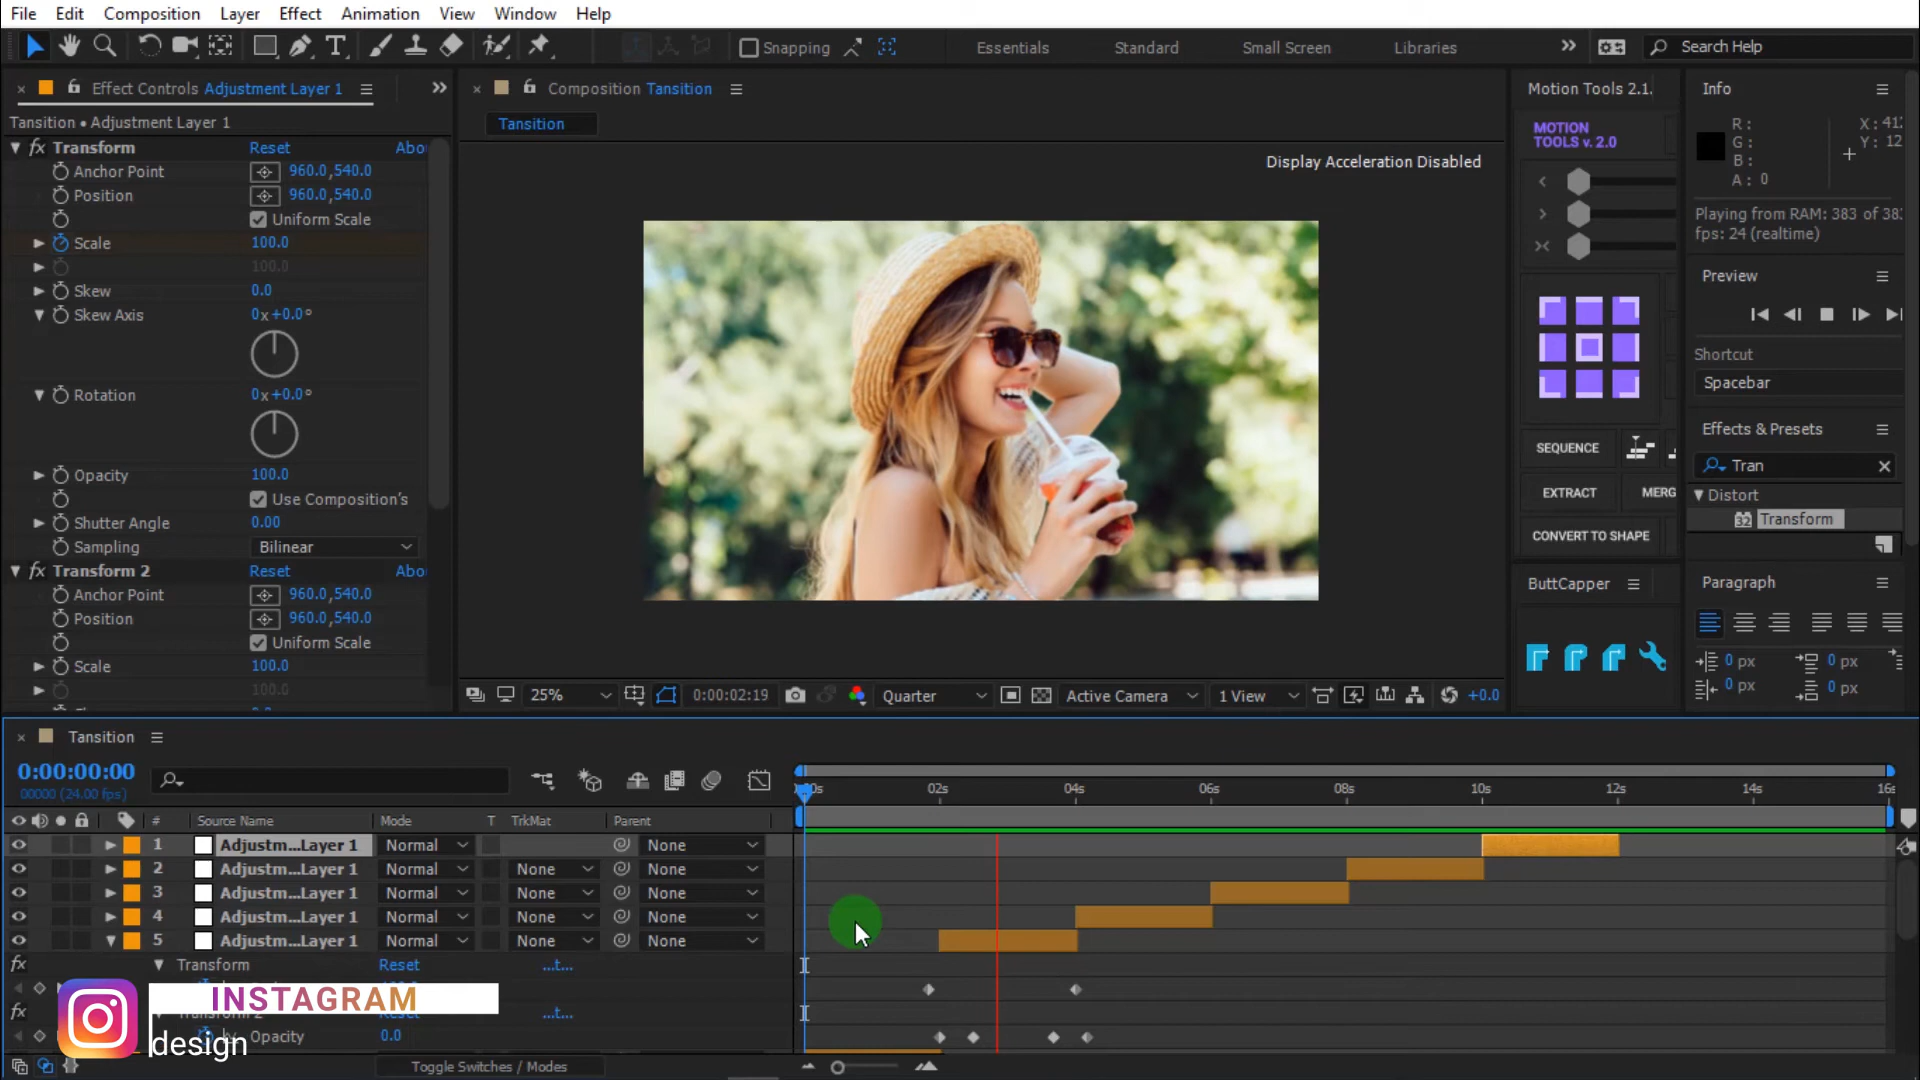 File Edit Composition Layer Effect Animation View Window Help
Snapping Essentials Standard Small Screen Libraries Search Help
Effect Controls Adjustment Layer 1
Tansition • Adjustment Layer 1
fx Transform Reset Abo
Anchor Point 960.0,540.0
Position 960.0,540.0
Uniform Scale
Scale 100.0
100.0
Skew 0.0
Skew Axis 0x+0.0°
Rotation 0x+0.0°
Opacity 100.0
Use Composition's
Shutter Angle 0.00
Sampling Bilinear
fx Transform 2 Reset Abo
Anchor Point 960.0,540.0
Position 960.0,540.0
Uniform Scale
Scale 100.0
100.0
Composition Tansition
Tansition
Display Acceleration Disabled
25% 0:00:02:19 Quarter Active Camera 1 View +0.0
Motion Tools 2.1.
MOTION
TOOLS v. 2.0
SEQUENCE
EXTRACT MERG
CONVERT TO SHAPE
ButtCapper
Info
R: X: 412
G: Y: 12
B:
A: 0
Playing from RAM: 383 of 383
fps: 24 (realtime)
Preview
Shortcut
Spacebar
Effects & Presets
Tran
Distort
32 Transform
Paragraph
0 px 0 px
0 px 0 px
Tansition
0:00:00:00
00000 (24.00 fps)
02s 04s 06s 08s 10s 12s 14s 16s
# Source Name Mode T TrkMat Parent
1 Adjustm...Layer 1 Normal None
2 Adjustm...Layer 1 Normal None None
3 Adjustm...Layer 1 Normal None None
4 Adjustm...Layer 1 Normal None None
5 Adjustm...Layer 1 Normal None None
fx Transform Reset ...t...
INSTAGRAM
fx Reset ...t...
Opacity 0.0
design
Toggle Switches / Modes